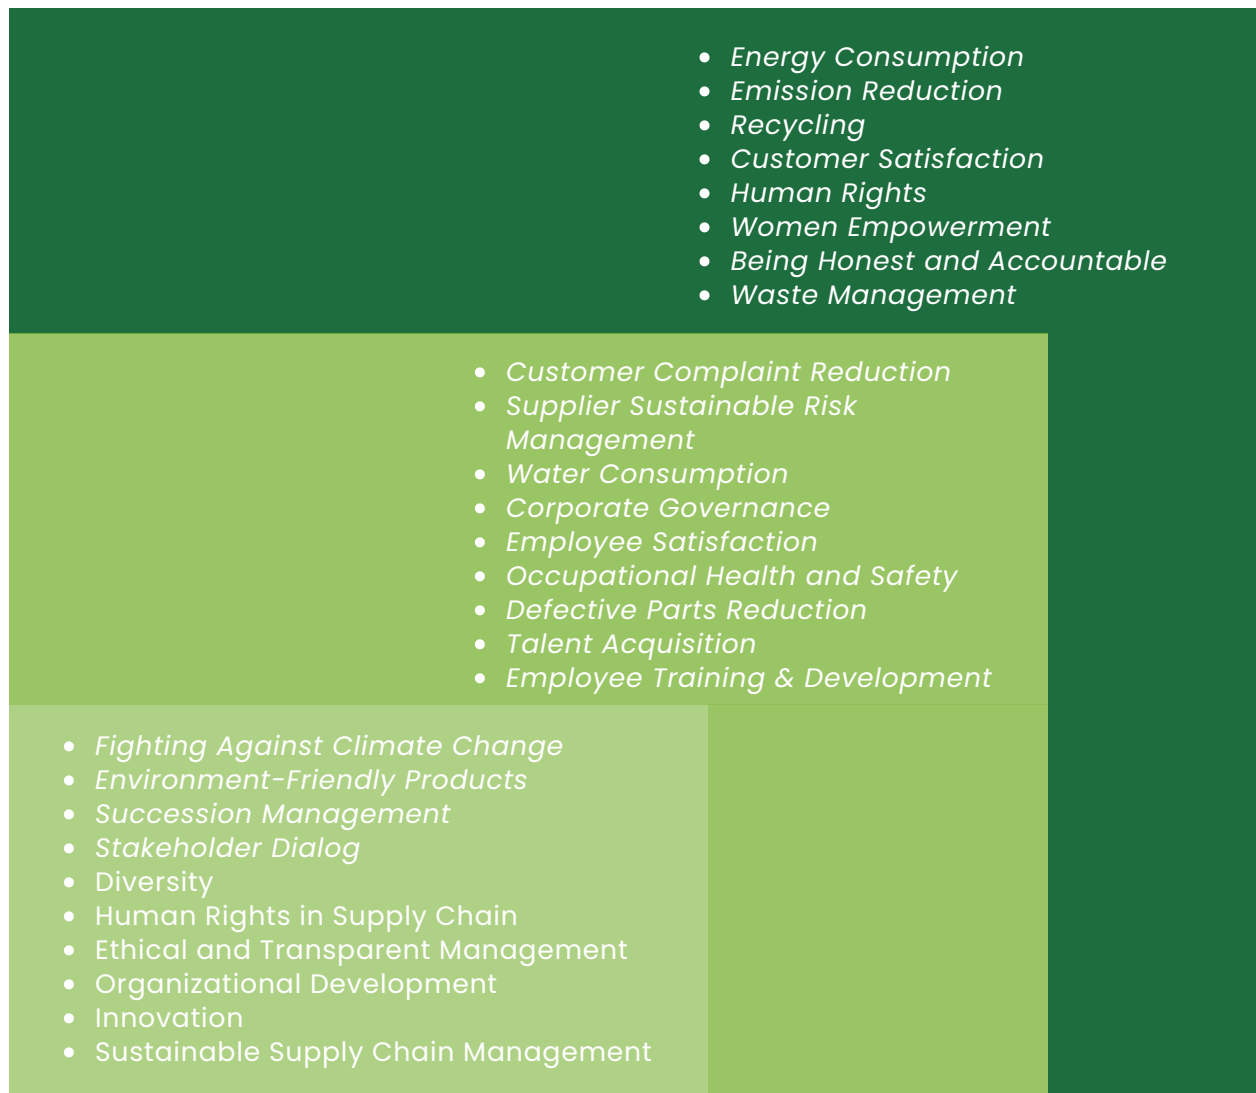 • Energy Consumption
• Emission Reduction
• Recycling
• Customer Satisfaction
• Human Rights
• Women Empowerment
• Being Honest and Accountable
• Waste Management
• Customer Complaint Reduction
• Supplier Sustainable Risk
Management
• Water Consumption
• Corporate Governance
• Employee Satisfaction
• Occupational Health and Safety
• Defective Parts Reduction
• Talent Acquisition
• Employee Training & Development
• Fighting Against Climate Change
• Environment-Friendly Products
• Succession Management
• Stakeholder Dialog
• Diversity
• Human Rights in Supply Chain
• Ethical and Transparent Management
• Organizational Development
• Innovation
• Sustainable Supply Chain Management